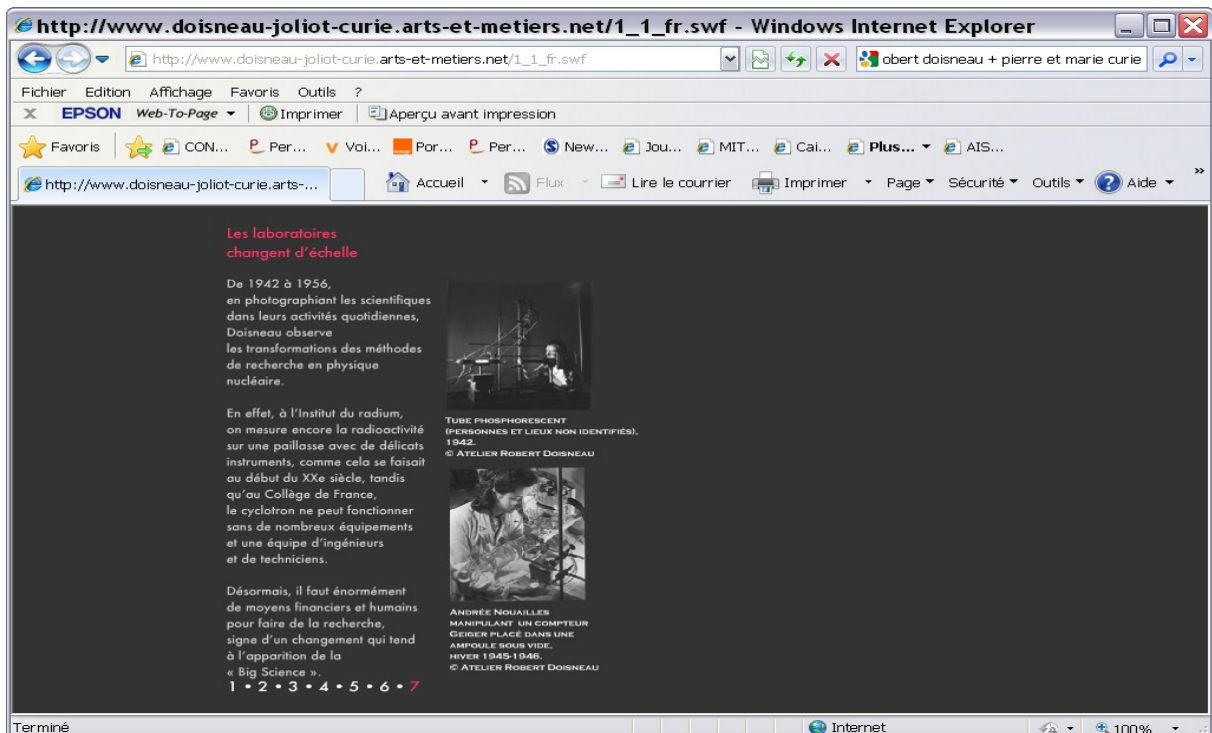 http://www.doisneau-joliot-curie.arts-et-metiers.net/1_1_fr.swf - Windows Internet Explorer
http://www.doisneau-joliot-curie.arts-et-metiers.net/1_1_fr.swf
obert doisneau + pierre et marie curie
Fichier Edition Affichage Favoris Outils ?
X EPSON Web-To-Page Imprimer Aperçu avant impression
Favoris CON... Per... Voi... Por... Per... New... Jou... MIT... Cai... Plus... AIS...
http://www.doisneau-joliot-curie.arts-... Accueil Flux Lire le courrier Imprimer Page Sécurité Outils Aide »
Les laboratoires
changent d'échelle
De 1942 à 1956,
en photographiant les scientifiques
dans leurs activités quotidiennes,
Doisneau observe
les transformations des méthodes
de recherche en physique
nucléaire.
En effet, à l'Institut du radium,
on mesure encore la radioactivité
sur une paillasse avec de délicats
instruments, comme cela se faisait
au début du XXe siècle, tandis
qu'au Collège de France,
le cyclotron ne peut fonctionner
sans de nombreux équipements
et une équipe d'ingénieurs
et de techniciens.
Désormais, il faut énormément
de moyens financiers et humains
pour faire de la recherche,
signe d'un changement qui tend
à l'apparition de la
« Big Science ».
1 • 2 • 3 • 4 • 5 • 6 • 7
TUBE PHOSPHORESCENT
(PERSONNES ET LIEUX NON IDENTIFIÉS),
1942.
© ATELIER ROBERT DOISNEAU
ANDRÉE NOUAILLES
MANIPULANT UN COMPTEUR
GEIGER PLACÉ DANS UNE
AMPOULE SOUS VIDE,
HIVER 1945-1946.
© ATELIER ROBERT DOISNEAU
Terminé Internet 100%